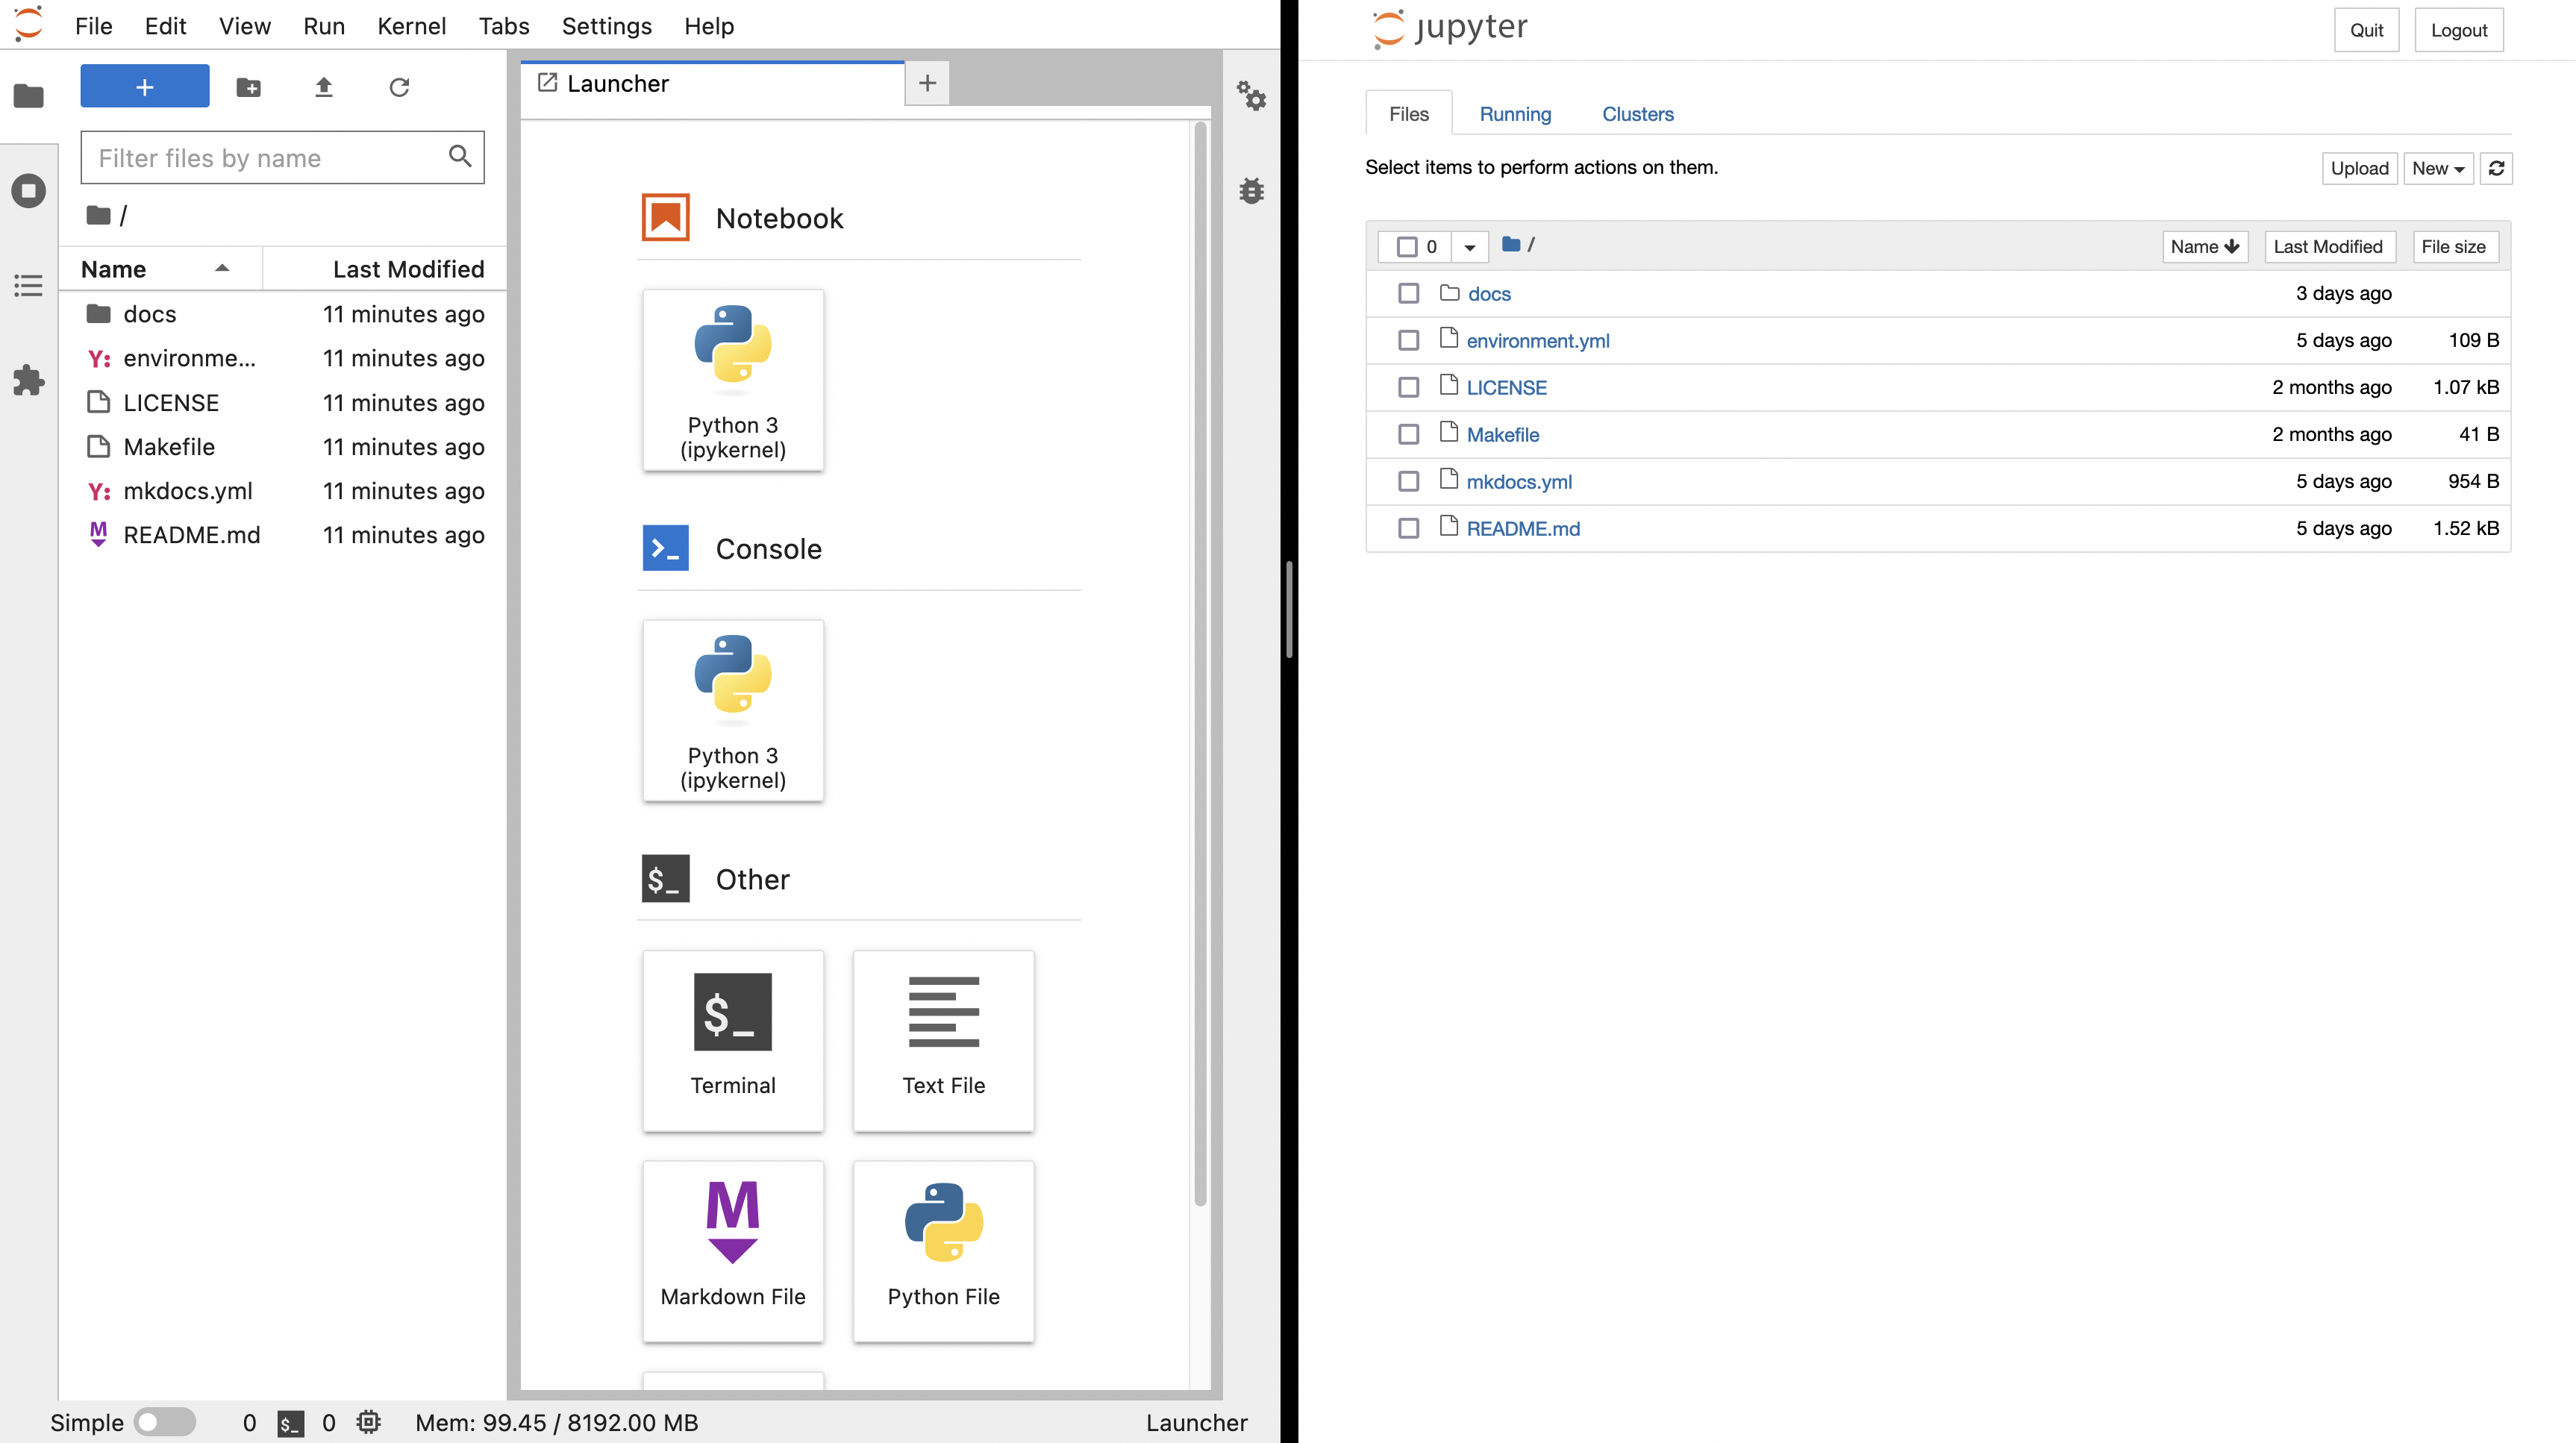 File Edit View Run Kernel Tabs Settings Help
+
Filter files by name
/
Name Last Modified
docs 11 minutes ago
Y: environme... 11 minutes ago
LICENSE 11 minutes ago
Makefile 11 minutes ago
Y: mkdocs.yml 11 minutes ago
M README.md 11 minutes ago
Launcher +
Notebook
Python 3
(ipykernel)
>_ Console
Python 3
(ipykernel)
$_ Other
$_
Terminal
Text File
M
Markdown File
Python File
Simple 0 $_ 0 Mem: 99.45 / 8192.00 MB Launcher
jupyter Quit Logout
Files Running Clusters
Select items to perform actions on them. Upload New
0 / Name Last Modified File size
docs 3 days ago
environment.yml 5 days ago 109 B
LICENSE 2 months ago 1.07 kB
Makefile 2 months ago 41 B
mkdocs.yml 5 days ago 954 B
README.md 5 days ago 1.52 kB